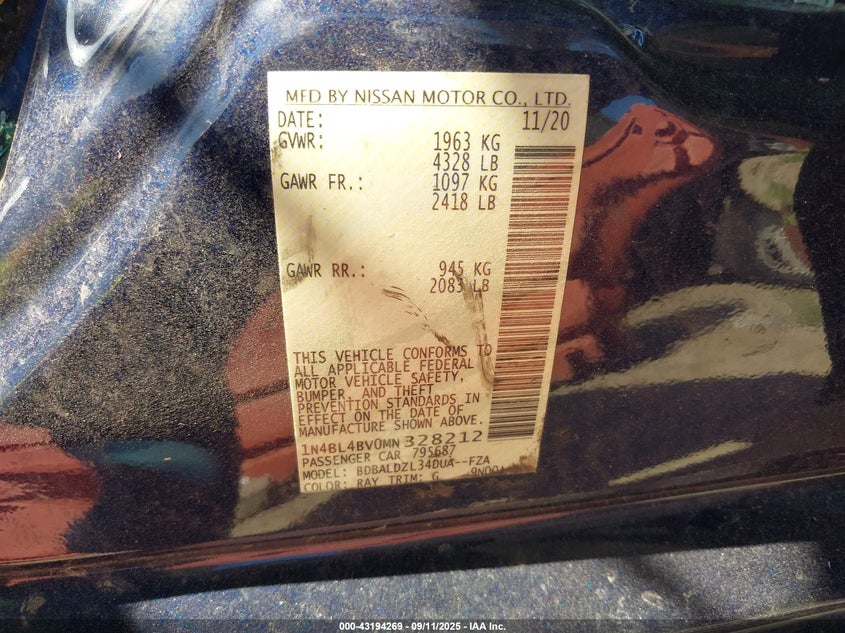 MFD BY NISSAN MOTOR CO., LTD.
DATE: 11/20
GVWR: 1963 KG
4328 LB
GAWR FR.: 1097 KG
2418 LB
GAWR RR.: 945 KG
2083 LB
THIS VEHICLE CONFORMS TO
ALL APPLICABLE FEDERAL
MOTOR VEHICLE SAFETY,
BUMPER, AND THEFT
PREVENTION STANDARDS IN
EFFECT ON THE DATE OF
MANUFACTURE SHOWN ABOVE.
1N4BL4BV0MN 328212
PASSENGER CAR 795687
MODEL: BDBALDZL34DUA--FZA
COLOR: RAY TRIM: G
000-43194269 - 09/11/2025 - IAA Inc.